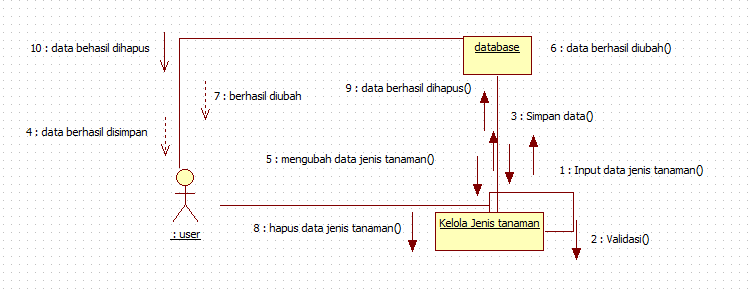 10 : data behasil dihapus
database
6 : data berhasil diubah()
9 : data berhasil dihapus()
7 : berhasil diubah
3 : Simpan data()
4 : data berhasil disimpan
5 : mengubah data jenis tanaman()
1 : Input data jenis tanaman()
Kelola Jenis tanaman
8 : hapus data jenis tanaman()
: user
2 : Validasi()